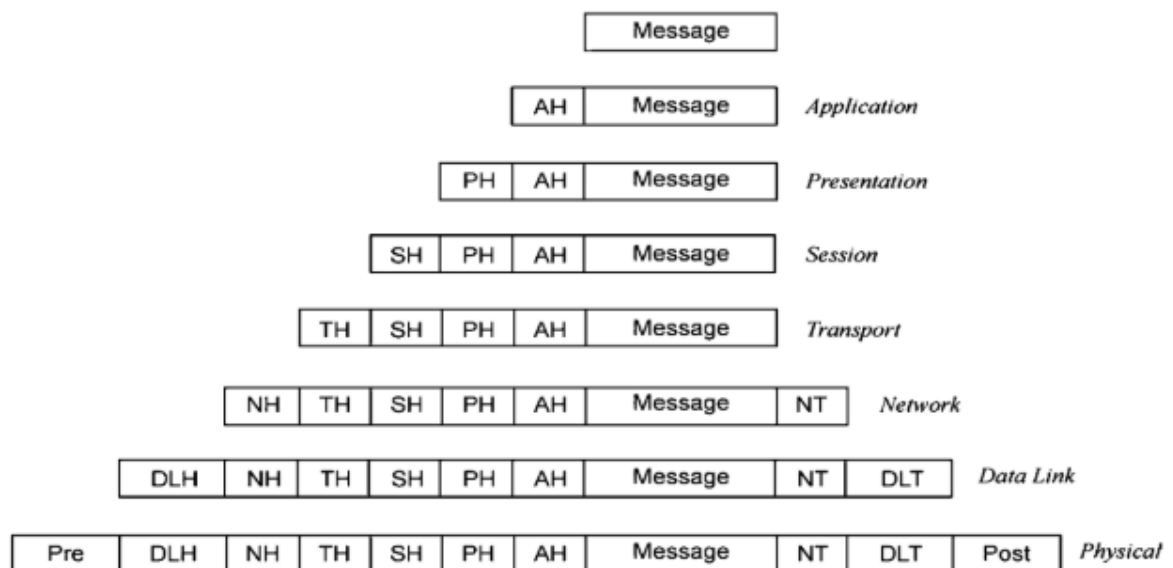 Message
AH Message Application
PH AH Message Presentation
SH PH AH Message Session
TH SH PH AH Message Transport
NH TH SH PH AH Message NT Network
DLH NH TH SH PH AH Message NT DLT Data Link
Pre DLH NH TH SH PH AH Message NT DLT Post Physical